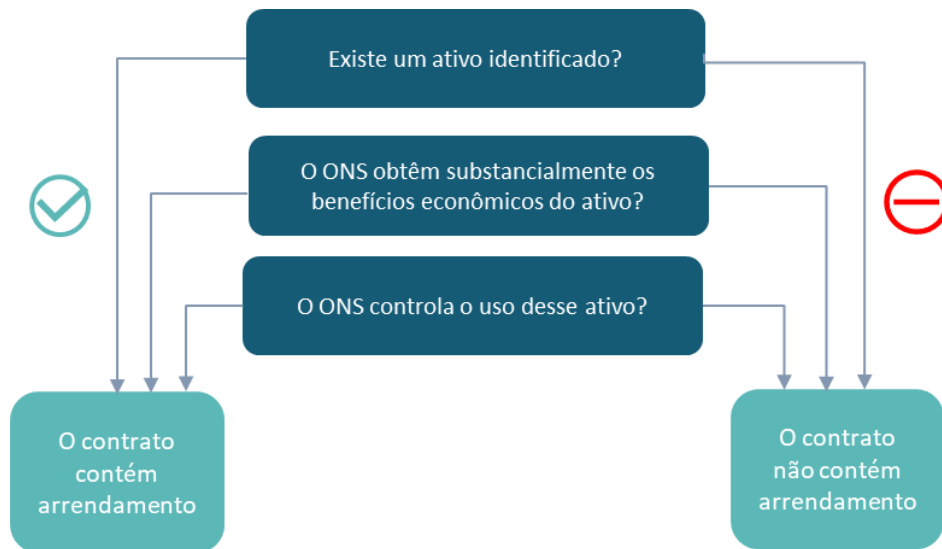 Existe um ativo identificado?
O ONS obtêm substancialmente os
benefícios econômicos do ativo?
O ONS controla o uso desse ativo?
O contrato
contém
arrendamento
O contrato
não contém
arrendamento